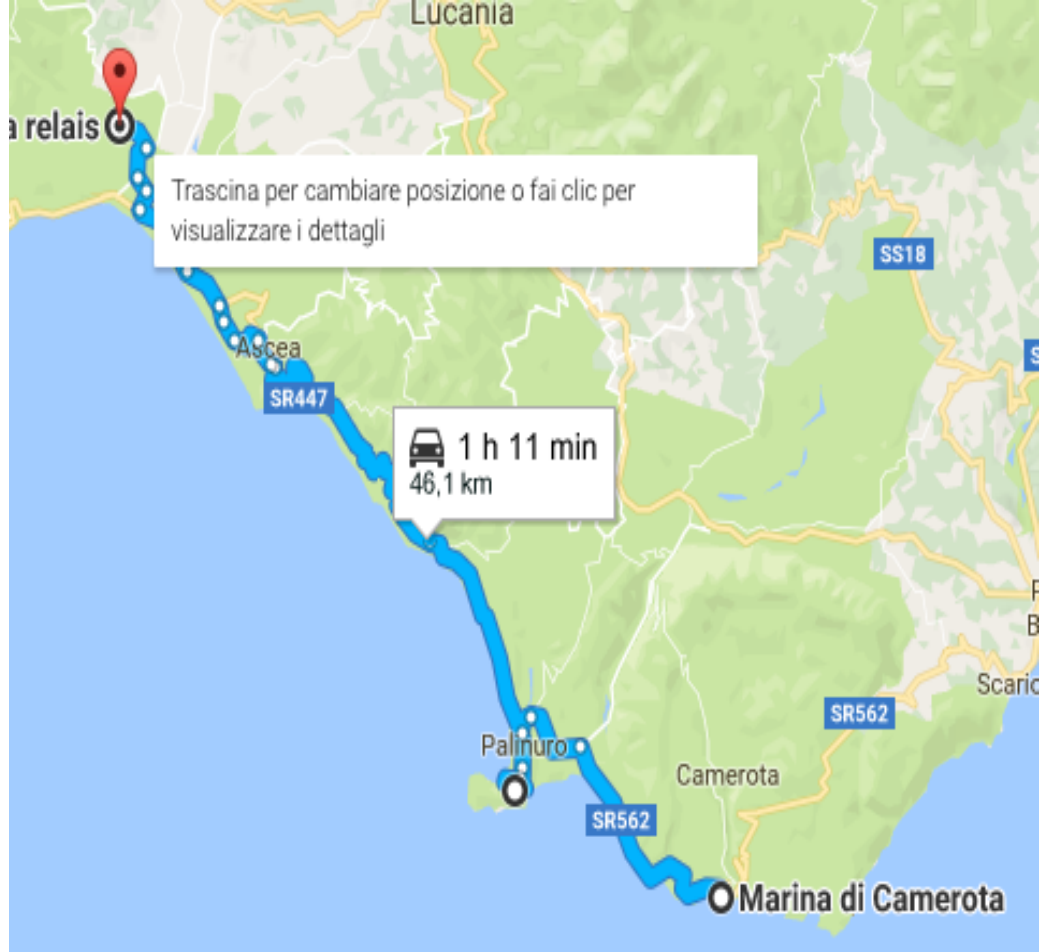 Lucania
a relais
Trascina per cambiare posizione o fai clic per
visualizzare i dettagli
SS18
Ascea
SR447
1 h 11 min
46,1 km
Scario
SR562
Palinuro
Camerota
SR562
Marina di Camerota